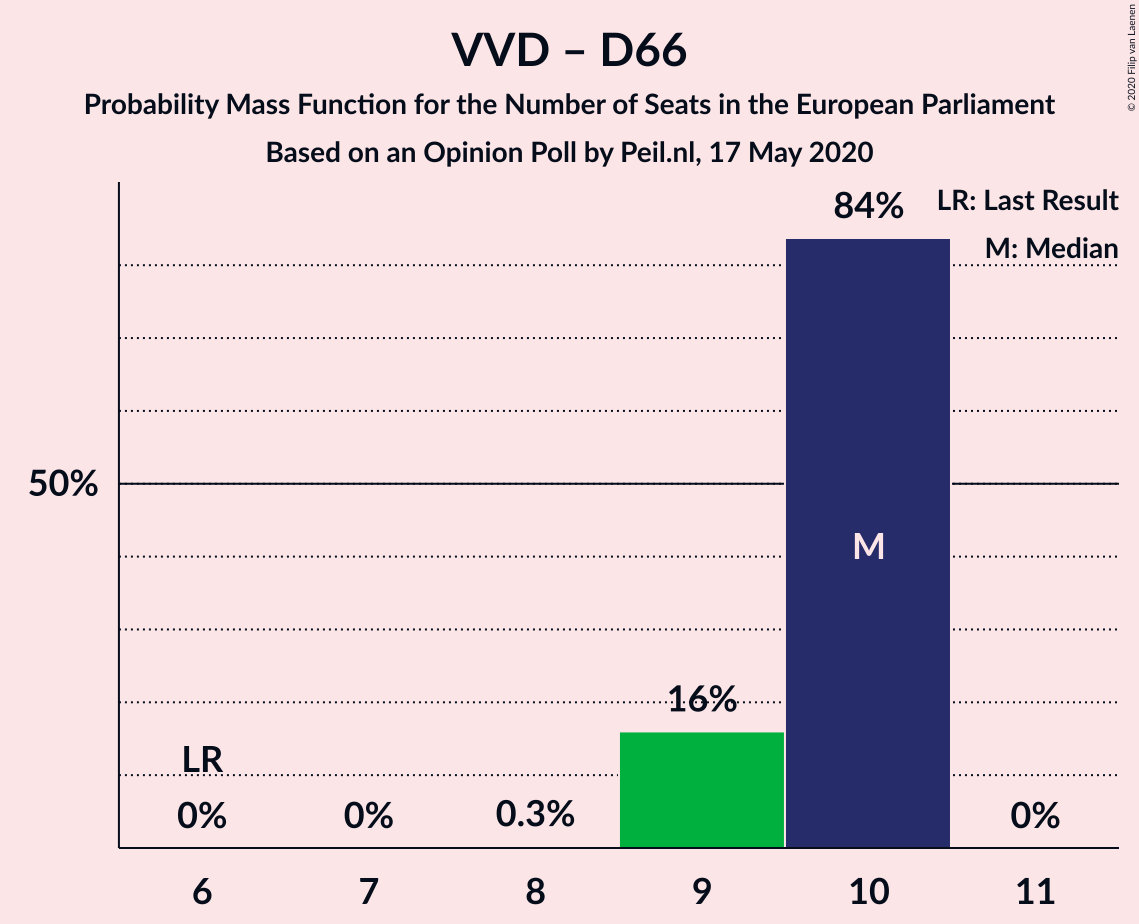 VVD – D66
Probability Mass Function for the Number of Seats in the European Parliament
Based on an Opinion Poll by Peil.nl, 17 May 2020
© 2020 Filip van Laenen
LR: Last Result
M: Median
84%
50%
M
16%
LR
0%
0%
0.3%
0%
6 7 8 9 10 11